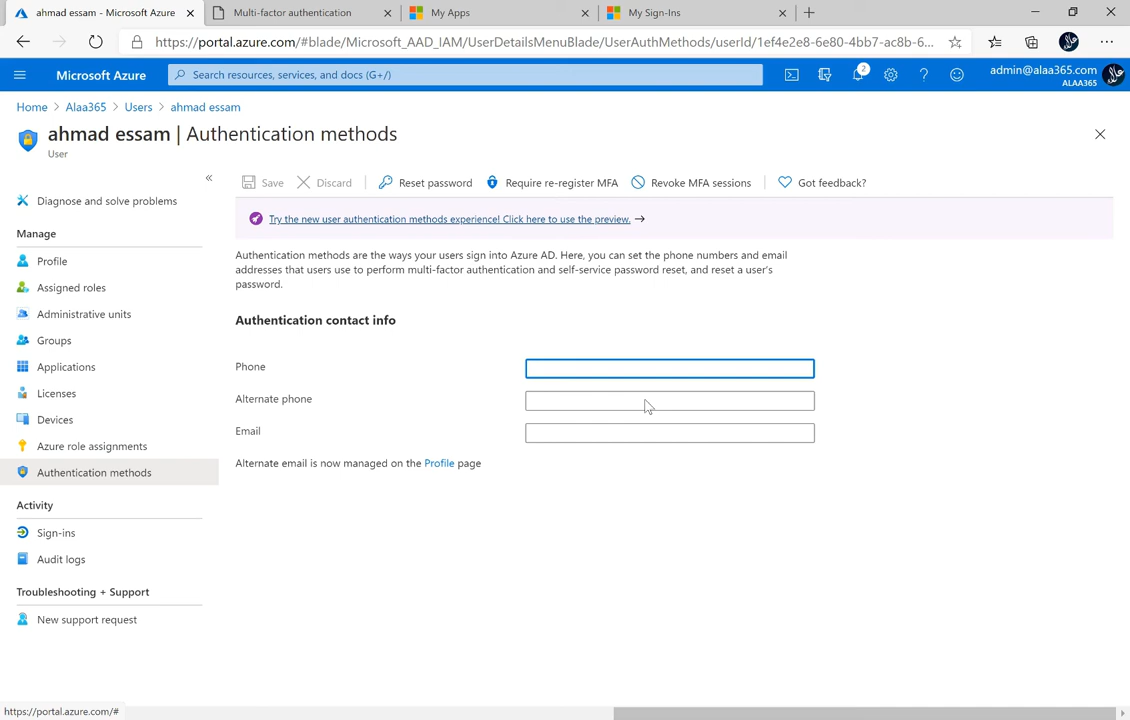 ahmad essam - Microsoft Azure
Multi-factor authentication
My Apps
My Sign-Ins
https://portal.azure.com/#blade/Microsoft_AAD_IAM/UserDetailsMenuBlade/UserAuthMethods/userId/1ef4e2e8-6e80-4bb7-ac8b-6...
Microsoft Azure
Search resources, services, and docs (G+/)
2
admin@alaa365.com
ALAA365
Home > Alaa365 > Users > ahmad essam
ahmad essam | Authentication methods
User
«
Save
Discard
Reset password
Require re-register MFA
Revoke MFA sessions
Got feedback?
Diagnose and solve problems
Manage
Profile
Assigned roles
Administrative units
Groups
Applications
Licenses
Devices
Azure role assignments
Authentication methods
Activity
Sign-ins
Audit logs
Troubleshooting + Support
New support request
Try the new user authentication methods experience! Click here to use the preview. →
Authentication methods are the ways your users sign into Azure AD. Here, you can set the phone numbers and email
addresses that users use to perform multi-factor authentication and self-service password reset, and reset a user's
password.
Authentication contact info
Phone
Alternate phone
Email
Alternate email is now managed on the Profile page
https://portal.azure.com/#